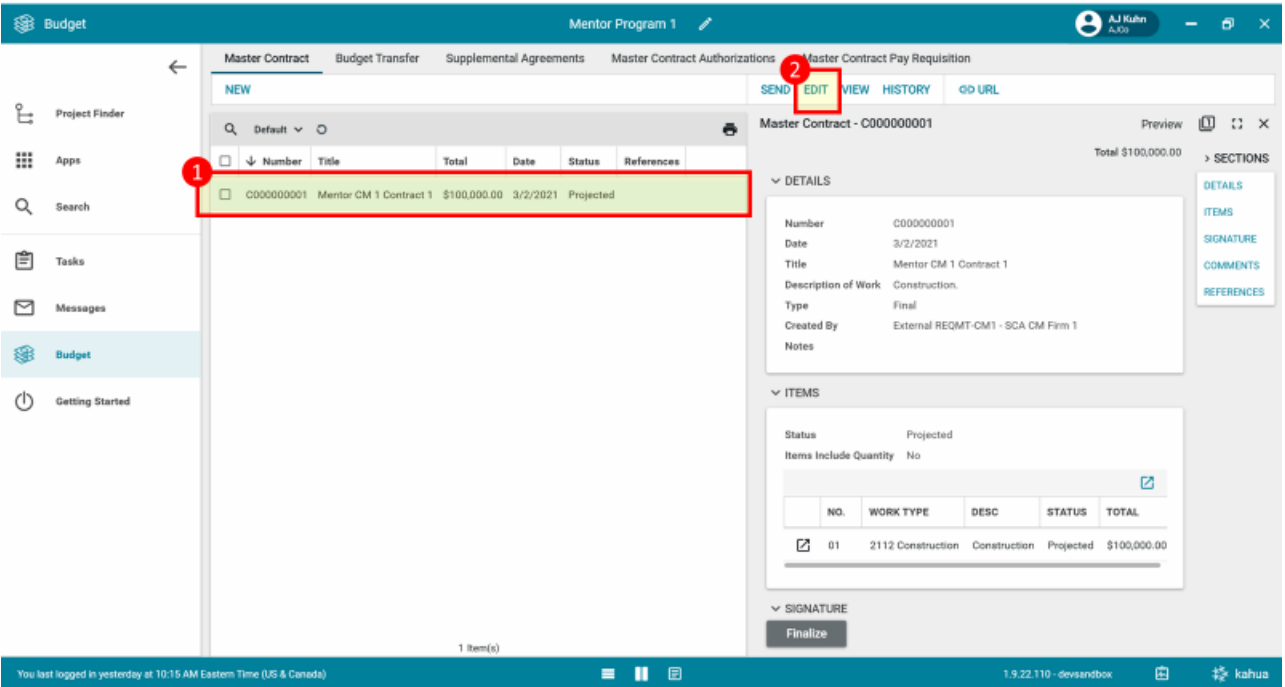 Budget
Mentor Program 1
AJ Kuhn
AJCo
Project Finder
Apps
Search
Tasks
Messages
Budget
Getting Started
Master Contract Budget Transfer Supplemental Agreements Master Contract Authorizations Master Contract Pay Requisition
2
NEW
SEND EDIT VIEW HISTORY URL
Default
1
Number Title Total Date Status References
C000000001 Mentor CM 1 Contract 1 $100,000.00 3/2/2021 Projected
1 Item(s)
Master Contract - C000000001 Preview
Total $100,000.00
DETAILS
Number C000000001
Date 3/2/2021
Title Mentor CM 1 Contract 1
Description of Work Construction.
Type Final
Created By External REQMT-CM1 - SCA CM Firm 1
Notes
ITEMS
Status Projected
Items Include Quantity No
NO. WORK TYPE DESC STATUS TOTAL
01 2112 Construction Construction Projected $100,000.00
SIGNATURE
Finalize
> SECTIONS
DETAILS
ITEMS
SIGNATURE
COMMENTS
REFERENCES
You last logged in yesterday at 10:15 AM Eastern Time (US & Canada)
1.9.22.110 - devsandbox
kahua